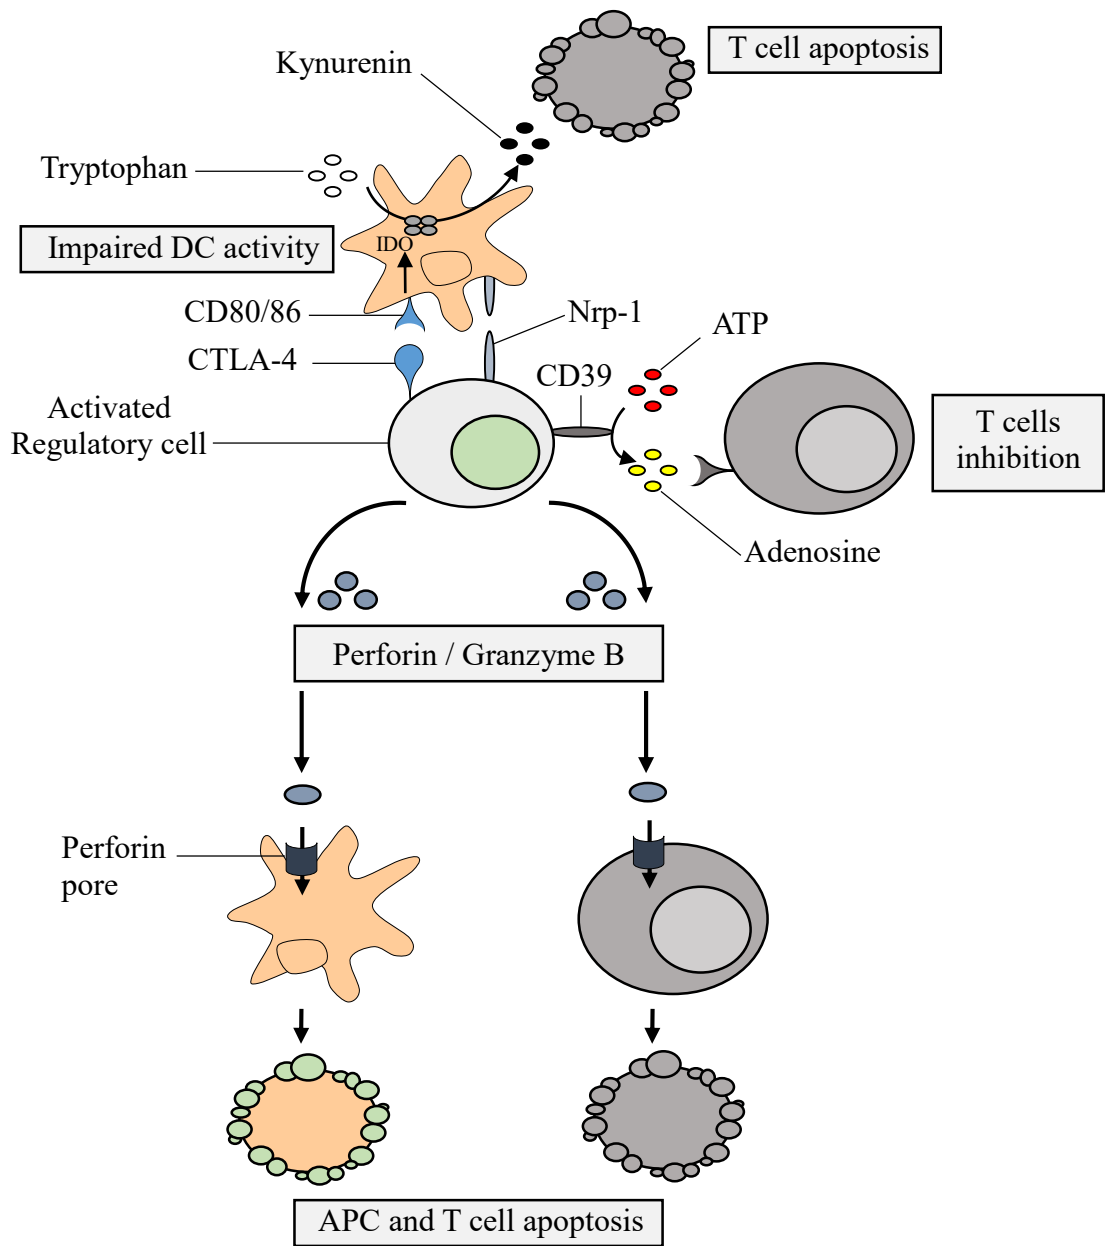 T cell apoptosis
Kynurenin
Tryptophan
Impaired DC activity
IDO
CD80/86
Nrp-1
ATP
CTLA-4
CD39
Activated
Regulatory cell
T cells
inhibition
Adenosine
Perforin / Granzyme B
Perforin
pore
APC and T cell apoptosis